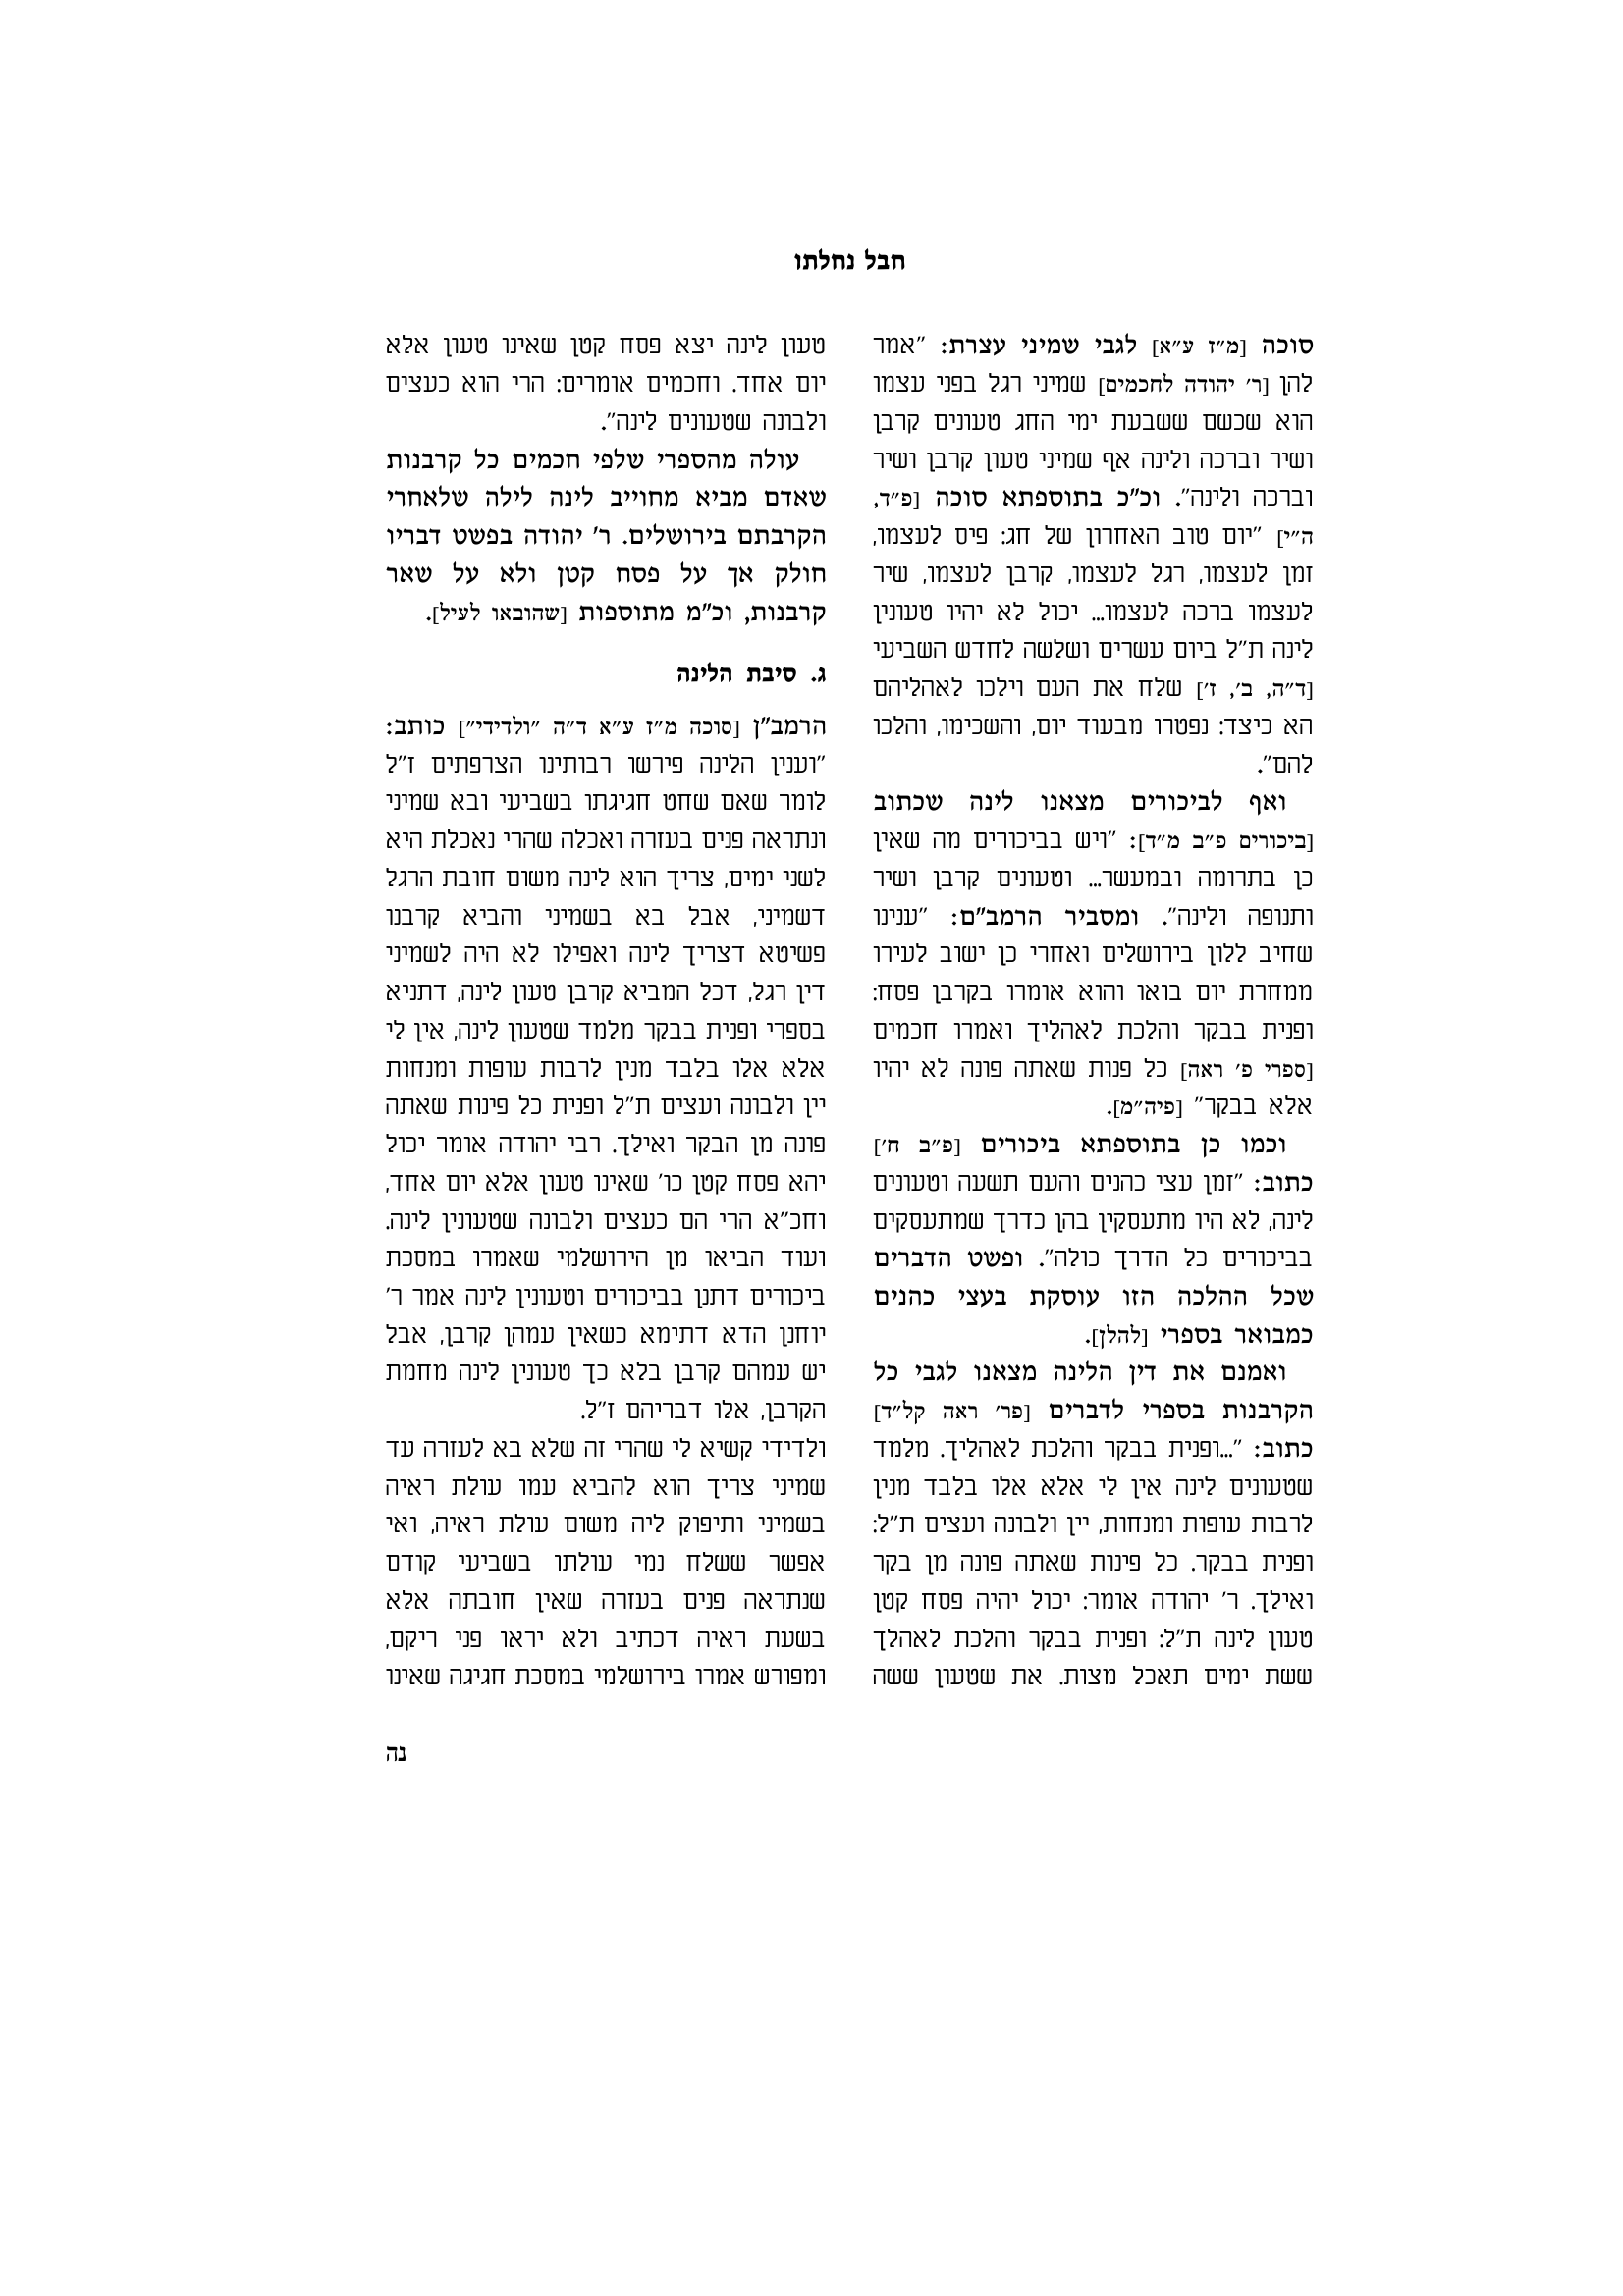 חבל נחלתו
סוכה [מ״ז ע״א] לגבי שמיני עצרת: ״אמר
להן [ר׳ יהודה לחכמים] שמיני רגל בפני עצמו
הוא שכשם ששבעת ימי החג טעונים קרבן
ושיר וברכה ולינה אף שמיני טעון קרבן ושיר
וברכה ולינה״. וכ״כ בתוספתא סוכה [פ״ד,
ה״י] ״יום טוב האחרון של חג: פיס לעצמו,
זמן לעצמו, רגל לעצמו, קרבן לעצמו, שיר
לעצמו ברכה לעצמו... יכול לא יהיו טעונין
לינה ת״ל ביום עשרים ושלשה לחדש השביעי
[ד״ה, ב׳, ז׳] שלח את העם וילכו לאהליהם
הא כיצד: נפטרו מבעוד יום, והשכימו, והלכו
להם״.
ואף לביכורים מצאנו לינה שכתוב
[ביכורים פ״ב מ״ד]: ״ויש בביכורים מה שאין
כן בתרומה ובמעשר... וטעונים קרבן ושיר
ותנופה ולינה״. ומסביר הרמב״ם: ״ענינו
שחיב ללון בירושלים ואחרי כן ישוב לעירו
ממחרת יום בואו והוא אומרו בקרבן פסח:
ופנית בבקר והלכת לאהליך ואמרו חכמים
[ספרי פ׳ ראה] כל פנות שאתה פונה לא יהיו
אלא בבקר״ [פיה״מ].
וכמו כן בתוספתא ביכורים [פ״ב ח׳]
כתוב: ״זמן עצי כהנים והעם תשעה וטעונים
לינה, לא היו מתעסקין בהן כדרך שמתעסקים
בביכורים כל הדרך כולה״. ופשט הדברים
שכל ההלכה הזו עוסקת בעצי כהנים
כמבואר בספרי [להלן].
ואמנם את דין הלינה מצאנו לגבי כל
הקרבנות בספרי לדברים [פר׳ ראה קל״ד]
כתוב: ״...ופנית בבקר והלכת לאהליך. מלמד
שטעונים לינה אין לי אלא אלו בלבד מנין
לרבות עופות ומנחות, יין ולבונה ועצים ת״ל:
ופנית בבקר. כל פינות שאתה פונה מן בקר
ואילך. ר׳ יהודה אומר: יכול יהיה פסח קטן
טעון לינה ת״ל: ופנית בבקר והלכת לאהלך
ששת ימים תאכל מצות. את שטעון ששה
טעון לינה יצא פסח קטן שאינו טעון אלא
יום אחד. וחכמים אומרים: הרי הוא כעצים
ולבונה שטעונים לינה״.
עולה מהספרי שלפי חכמים כל קרבנות
שאדם מביא מחוייב לינה לילה שלאחרי
הקרבתם בירושלים. ר׳ יהודה בפשט דבריו
חולק אך על פסח קטן ולא על שאר
קרבנות, וכ״מ מתוספות [שהובאו לעיל].
ג. סיבת הלינה
הרמב״ן [סוכה מ״ז ע״א ד״ה ״ולדידי״] כותב:
״וענין הלינה פירשו רבותינו הצרפתים ז״ל
לומר שאם שחט חגיגתו בשביעי ובא שמיני
ונתראה פנים בעזרה ואכלה שהרי נאכלת היא
לשני ימים, צריך הוא לינה משום חובת הרגל
דשמיני, אבל בא בשמיני והביא קרבנו
פשיטא דצריך לינה ואפילו לא היה לשמיני
דין רגל, דכל המביא קרבן טעון לינה, דתניא
בספרי ופנית בבקר מלמד שטעון לינה, אין לי
אלא אלו בלבד מנין לרבות עופות ומנחות
יין ולבונה ועצים ת״ל ופנית כל פינות שאתה
פונה מן הבקר ואילך. רבי יהודה אומר יכול
יהא פסח קטן כו׳ שאינו טעון אלא יום אחד,
וחכ״א הרי הם כעצים ולבונה שטעונין לינה.
ועוד הביאו מן הירושלמי שאמרו במסכת
ביכורים דתנן בביכורים וטעונין לינה אמר ר׳
יוחנן הדא דתימא כשאין עמהן קרבן, אבל
יש עמהם קרבן בלא כך טעונין לינה מחמת
הקרבן, אלו דבריהם ז״ל.
ולדידי קשיא לי שהרי זה שלא בא לעזרה עד
שמיני צריך הוא להביא עמו עולת ראיה
בשמיני ותיפוק ליה משום עולת ראיה, ואי
אפשר ששלח נמי עולתו בשביעי קודם
שנתראה פנים בעזרה שאין חובתה אלא
בשעת ראיה דכתיב ולא יראו פני ריקם,
ומפורש אמרו בירושלמי במסכת חגיגה שאינו
נה